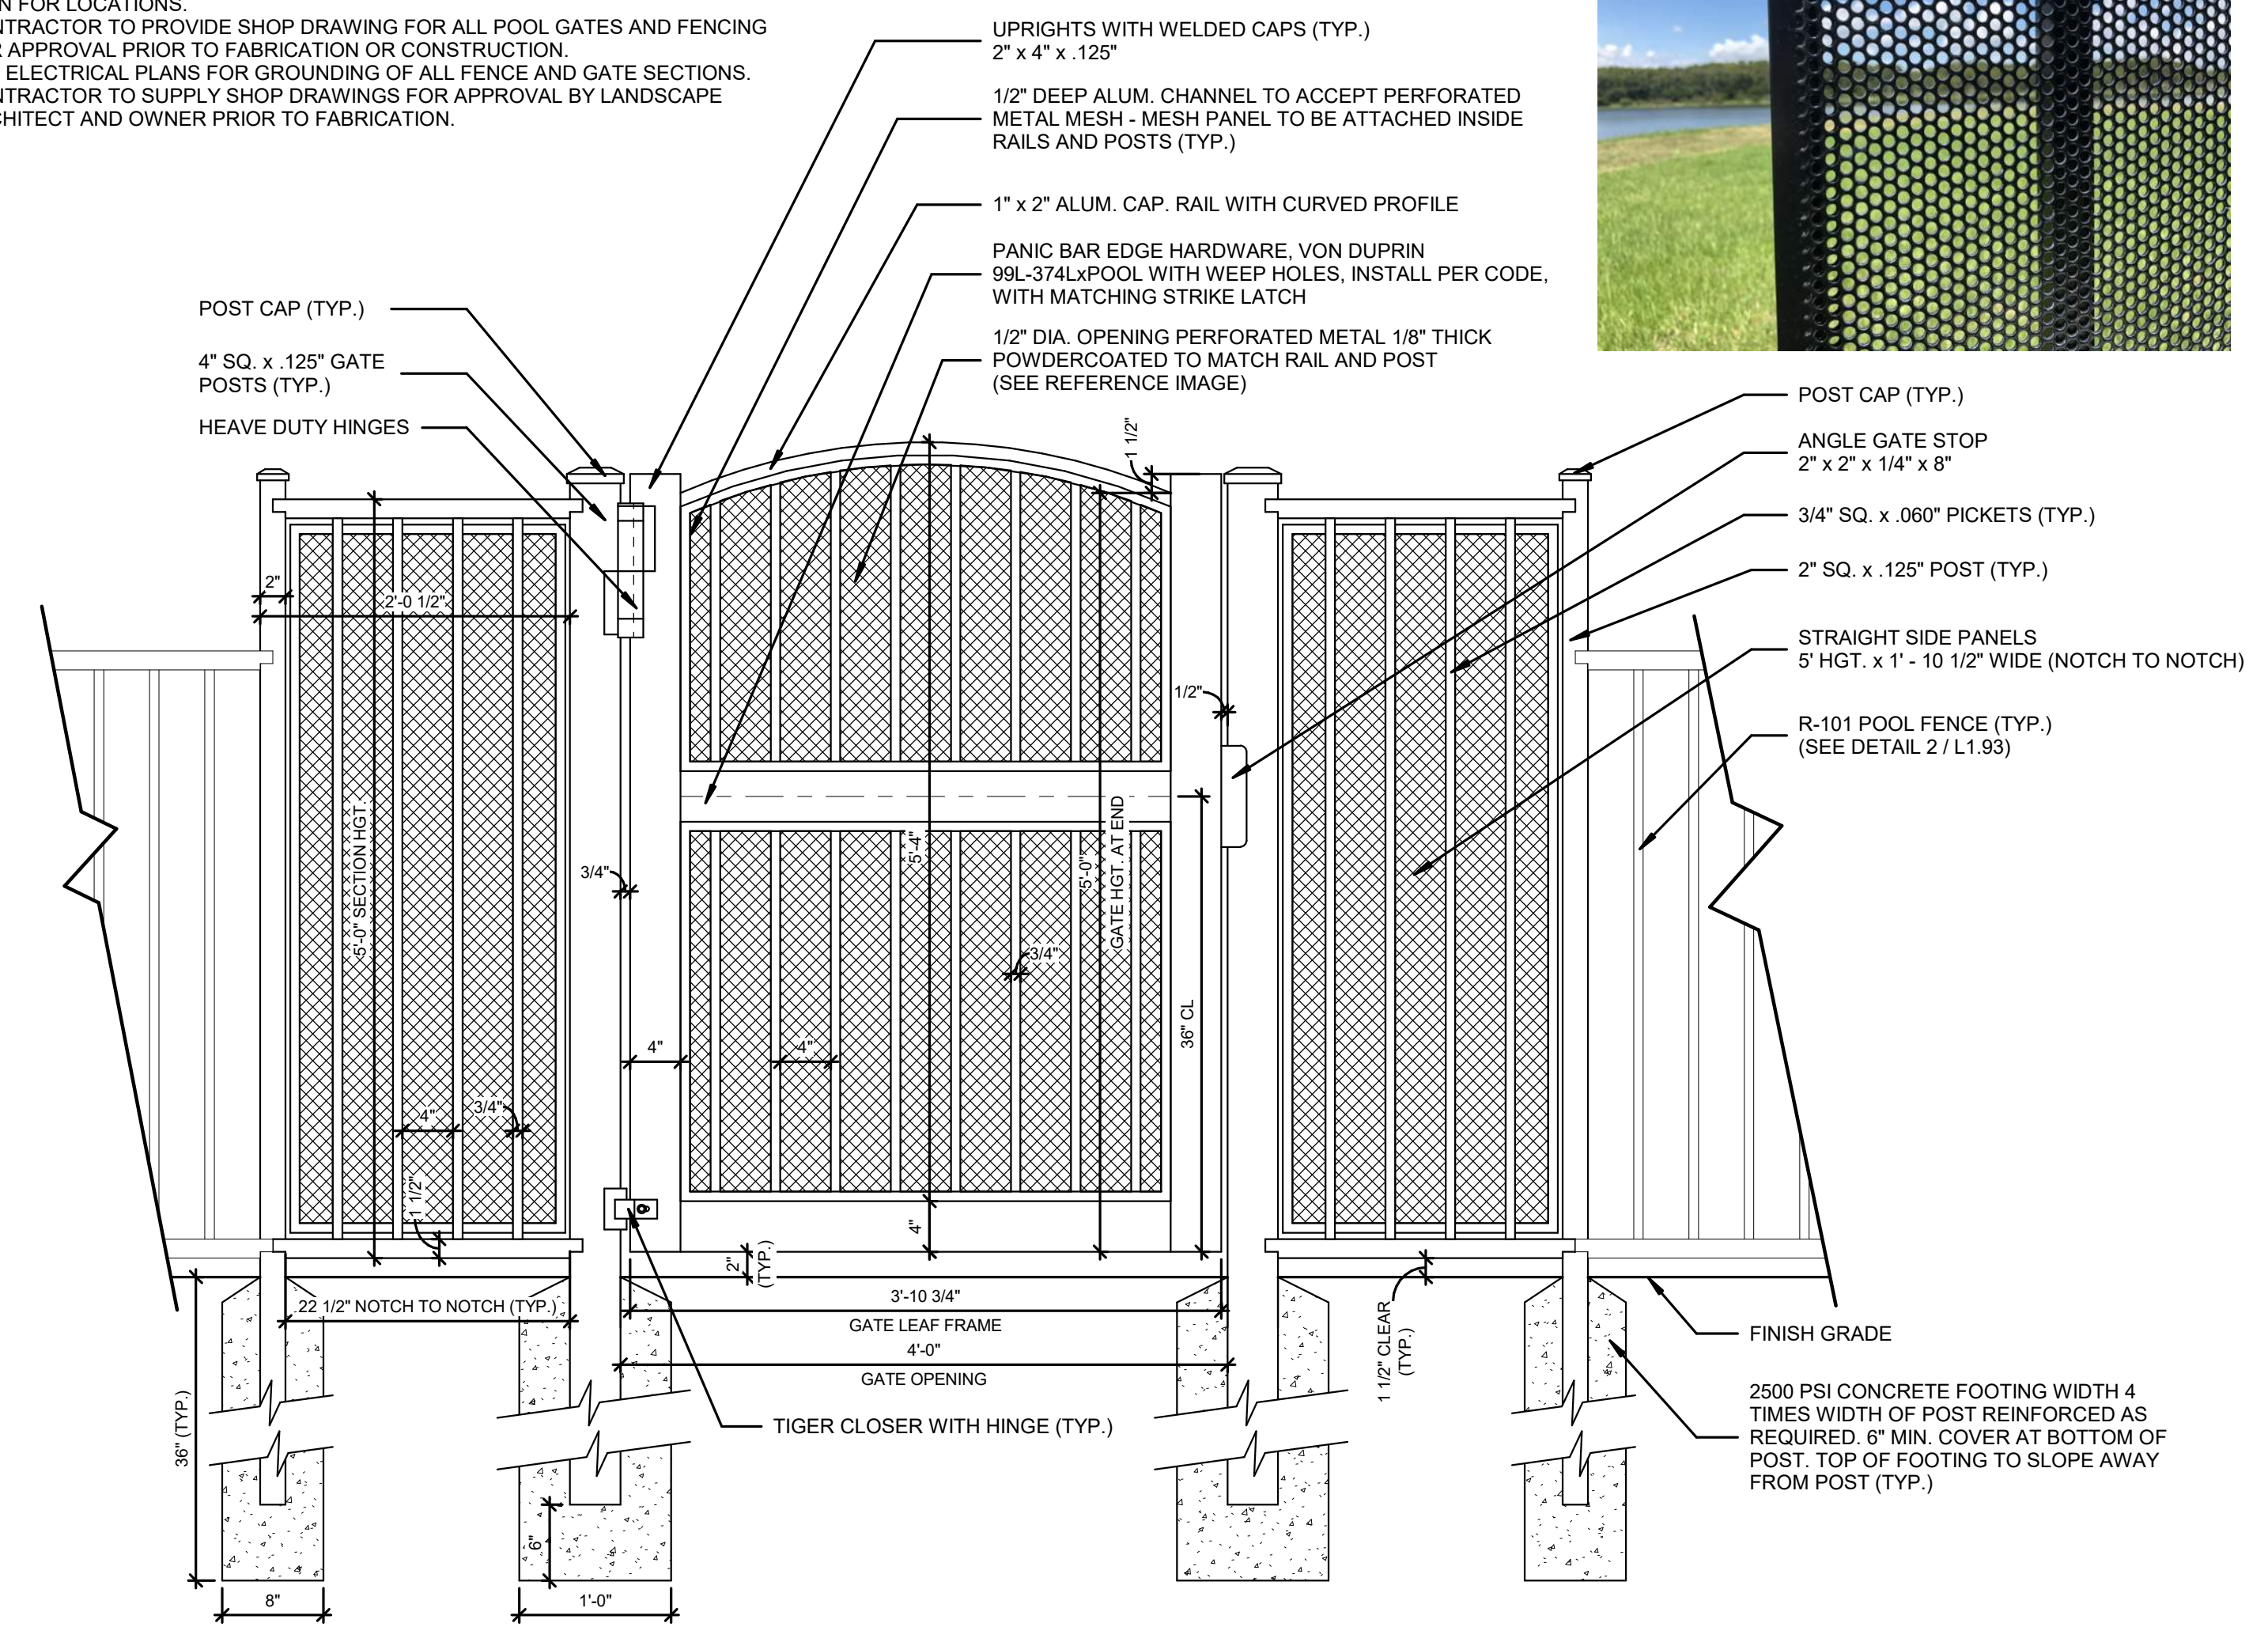 N FOR LOCATIONS.
NTRACTOR TO PROVIDE SHOP DRAWING FOR ALL POOL GATES AND FENCING
R APPROVAL PRIOR TO FABRICATION OR CONSTRUCTION.
ELECTRICAL PLANS FOR GROUNDING OF ALL FENCE AND GATE SECTIONS.
NTRACTOR TO SUPPLY SHOP DRAWINGS FOR APPROVAL BY LANDSCAPE
CHITECT AND OWNER PRIOR TO FABRICATION.
UPRIGHTS WITH WELDED CAPS (TYP.)
2" x 4" x .125"
1/2" DEEP ALUM. CHANNEL TO ACCEPT PERFORATED
METAL MESH - MESH PANEL TO BE ATTACHED INSIDE
RAILS AND POSTS (TYP.)
1" x 2" ALUM. CAP. RAIL WITH CURVED PROFILE
PANIC BAR EDGE HARDWARE, VON DUPRIN
99L-374LxPOOL WITH WEEP HOLES, INSTALL PER CODE,
WITH MATCHING STRIKE LATCH
1/2" DIA. OPENING PERFORATED METAL 1/8" THICK
POWDERCOATED TO MATCH RAIL AND POST
(SEE REFERENCE IMAGE)
POST CAP (TYP.)
4" SQ. x .125" GATE
POSTS (TYP.)
HEAVE DUTY HINGES
POST CAP (TYP.)
ANGLE GATE STOP
2" x 2" x 1/4" x 8"
3/4" SQ. x .060" PICKETS (TYP.)
2" SQ. x .125" POST (TYP.)
STRAIGHT SIDE PANELS
5' HGT. x 1' - 10 1/2" WIDE (NOTCH TO NOTCH)
R-101 POOL FENCE (TYP.)
(SEE DETAIL 2 / L1.93)
1 1/2"
2"
2'-0 1/2"
1/2"
5'-0" SECTION HGT.
3/4"
5'-4"
5'-0"
GATE HGT. AT END
3/4"
36" CL
4"
4"
4"
3/4"
1 1/2"
4"
2"
(TYP.)
22 1/2" NOTCH TO NOTCH (TYP.)
3'-10 3/4"
GATE LEAF FRAME
4'-0"
GATE OPENING
1 1/2" CLEAR
(TYP.)
36" (TYP.)
TIGER CLOSER WITH HINGE (TYP.)
FINISH GRADE
2500 PSI CONCRETE FOOTING WIDTH 4
TIMES WIDTH OF POST REINFORCED AS
REQUIRED. 6" MIN. COVER AT BOTTOM OF
POST. TOP OF FOOTING TO SLOPE AWAY
FROM POST (TYP.)
6"
8"
1'-0"